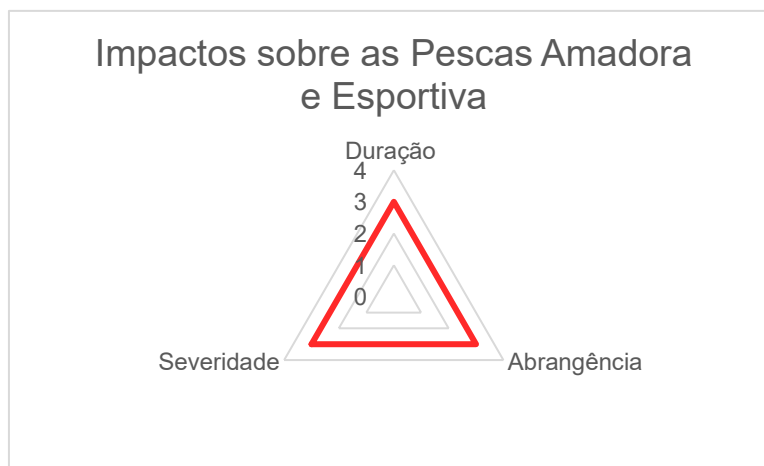 Impactos sobre as Pescas Amadora
e Esportiva
Duração
4
3
2
1
0
Severidade
Abrangência